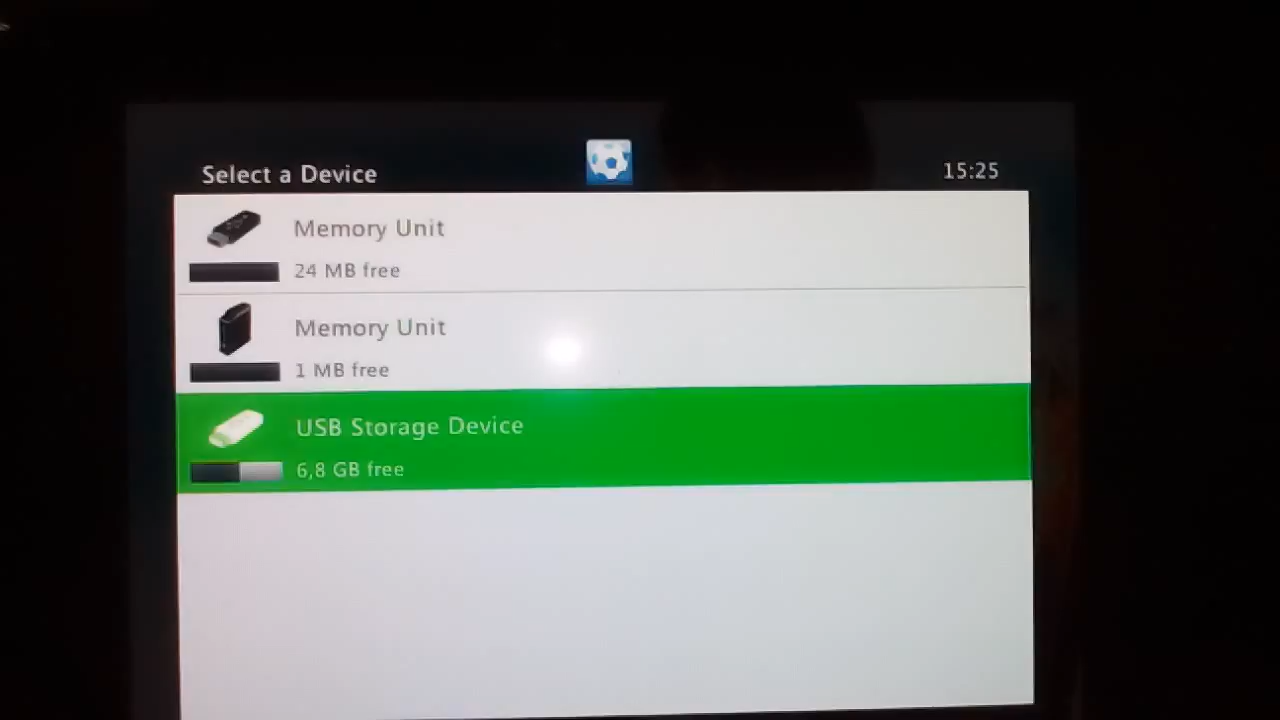 Select a Device
15:25
Memory Unit
24 MB free
Memory Unit
1 MB free
USB Storage Device
6,8 GB free